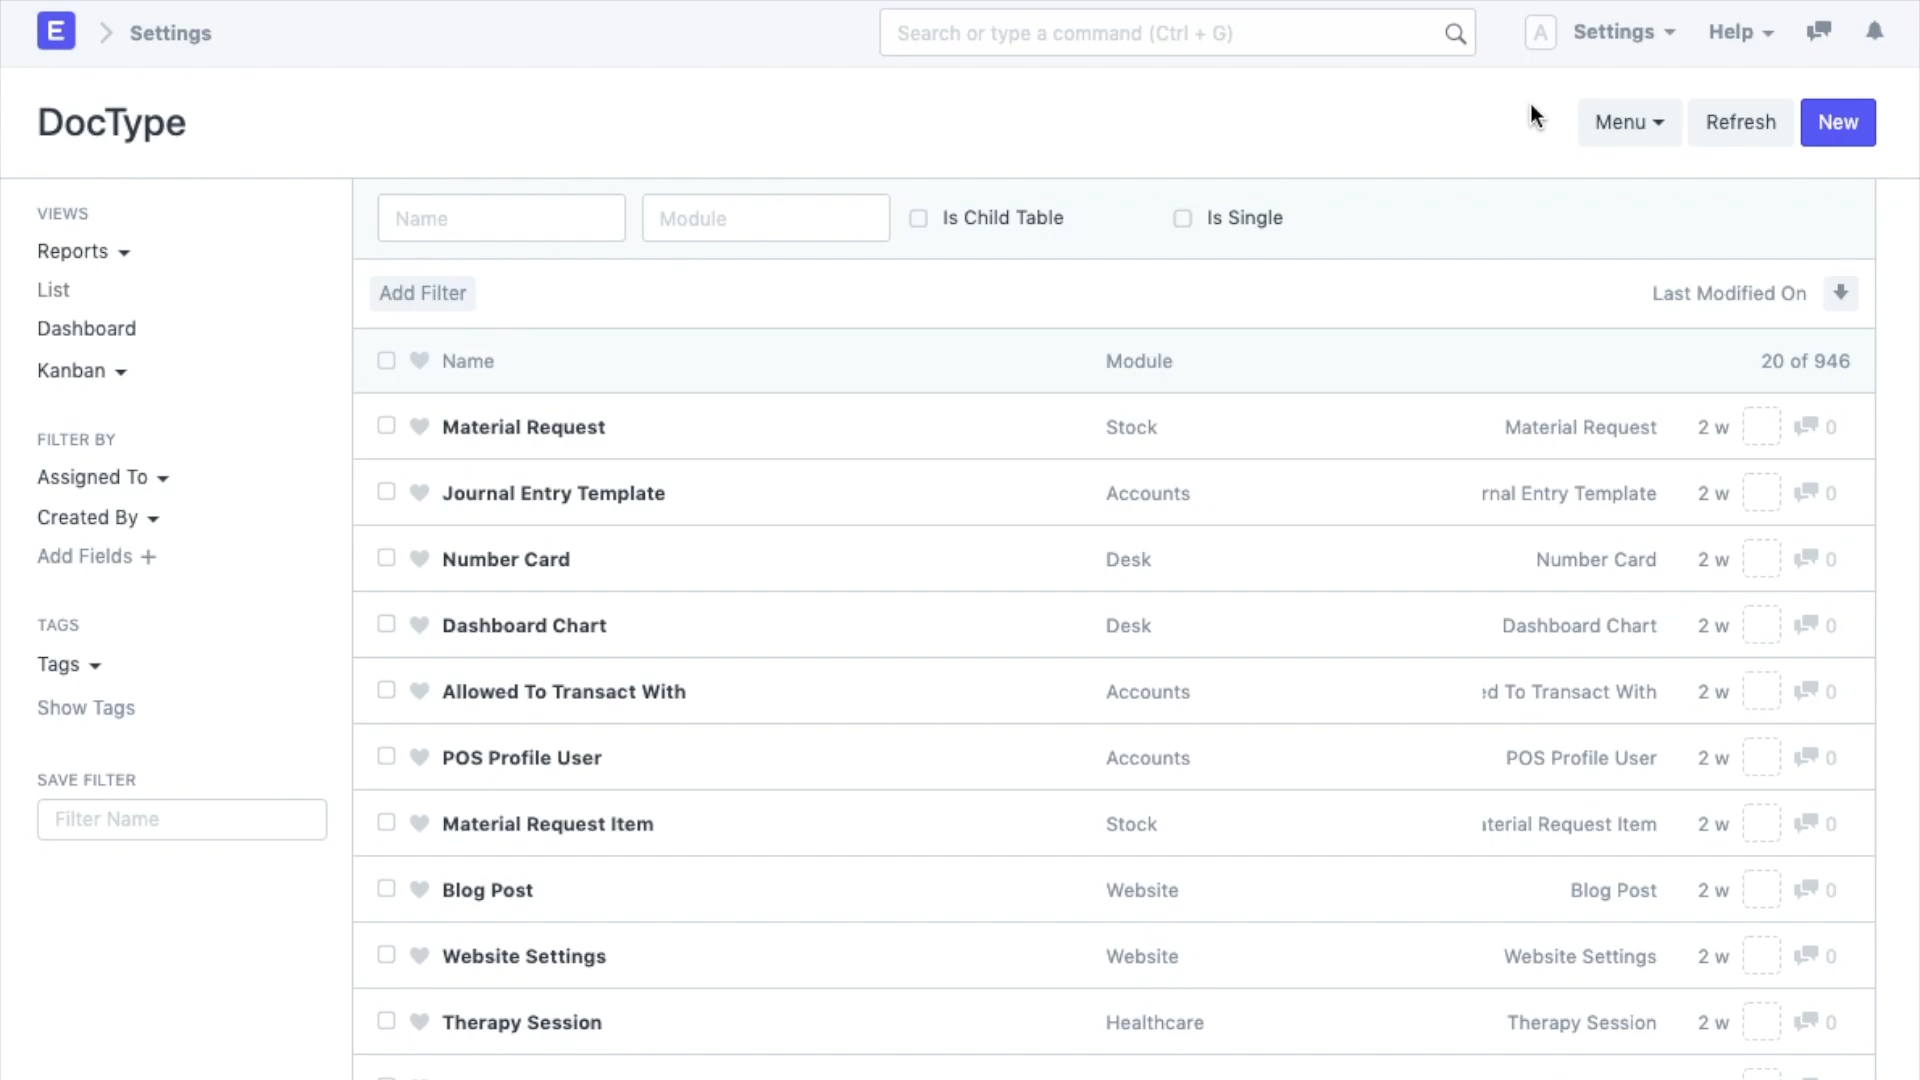 E Settings Search or type a command (Ctrl + G) A Settings Help
DocType Menu Refresh New
VIEWS
Reports
List
Dashboard
Kanban
FILTER BY
Assigned To
Created By
Add Fields +
TAGS
Tags
Show Tags
SAVE FILTER
Filter Name
Name Module Is Child Table Is Single
Add Filter Last Modified On
Name Module 20 of 946
Material Request Stock Material Request 2 w 0
Journal Entry Template Accounts rnal Entry Template 2 w 0
Number Card Desk Number Card 2 w 0
Dashboard Chart Desk Dashboard Chart 2 w 0
Allowed To Transact With Accounts ed To Transact With 2 w 0
POS Profile User Accounts POS Profile User 2 w 0
Material Request Item Stock aterial Request Item 2 w 0
Blog Post Website Blog Post 2 w 0
Website Settings Website Website Settings 2 w 0
Therapy Session Healthcare Therapy Session 2 w 0